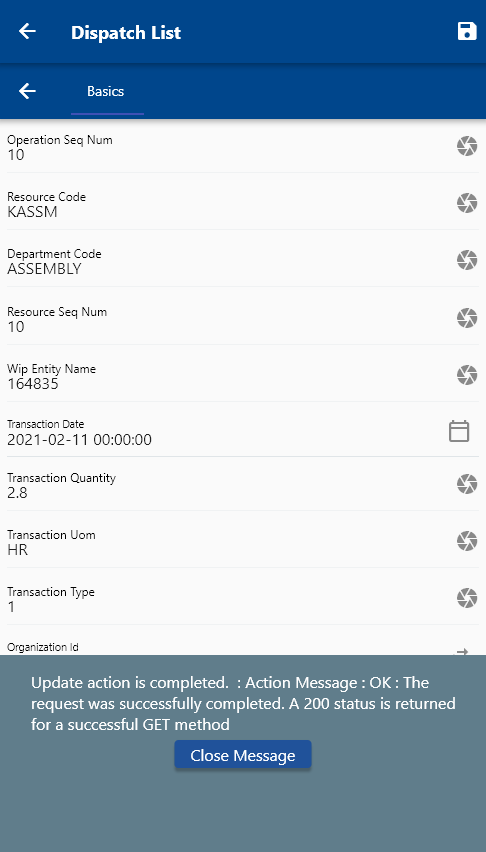 Dispatch List
Basics
Operation Seq Num
10
Resource Code
KASSM
Department Code
ASSEMBLY
Resource Seq Num
10
Wip Entity Name
164835
Transaction Date
2021-02-11 00:00:00
Transaction Quantity
2.8
Transaction Uom
HR
Transaction Type
1
Organization Id
Update action is completed.  : Action Message : OK : The
request was successfully completed. A 200 status is returned
for a successful GET method
Close Message